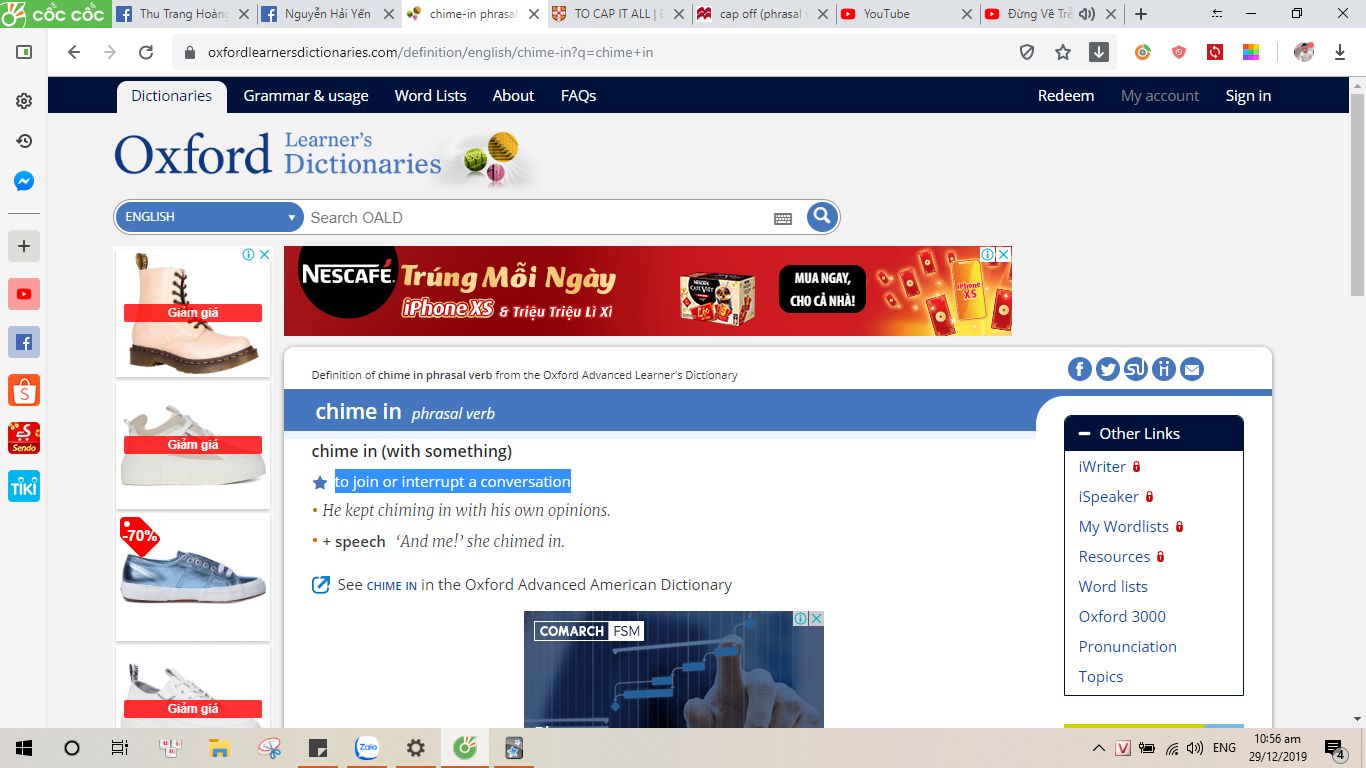 cốc cốc
Thu Trang Hoàng
Nguyễn Hải Yến
chime-in phrasal
TO CAP IT ALL |
cap off (phrasal
YouTube
Đừng Về Trễ
oxfordlearnersdictionaries.com/definition/english/chime-in?q=chime+in
Dictionaries
Grammar & usage
Word Lists
About
FAQs
Redeem
My account
Sign in
Oxford Learner's
Dictionaries
ENGLISH
Search OALD
Giảm giá
Giảm giá
-70%
Giảm giá
NESCAFÉ.
Trúng Mỗi Ngày
iPhone XS & Triệu Triệu Lì Xì
MUA NGAY,
CHO CẢ NHÀ!
iPhone
XS
Definition of chime in phrasal verb from the Oxford Advanced Learner's Dictionary
chime in phrasal verb
chime in (with something)
to join or interrupt a conversation
• He kept chiming in with his own opinions.
• + speech ‘And me!’ she chimed in.
See CHIME IN in the Oxford Advanced American Dictionary
COMARCH FSM
Other Links
iWriter
iSpeaker
My Wordlists
Resources
Word lists
Oxford 3000
Pronunciation
Topics
Sendo
TIKI
Zalo
V
ENG
10:56 am
29/12/2019
4